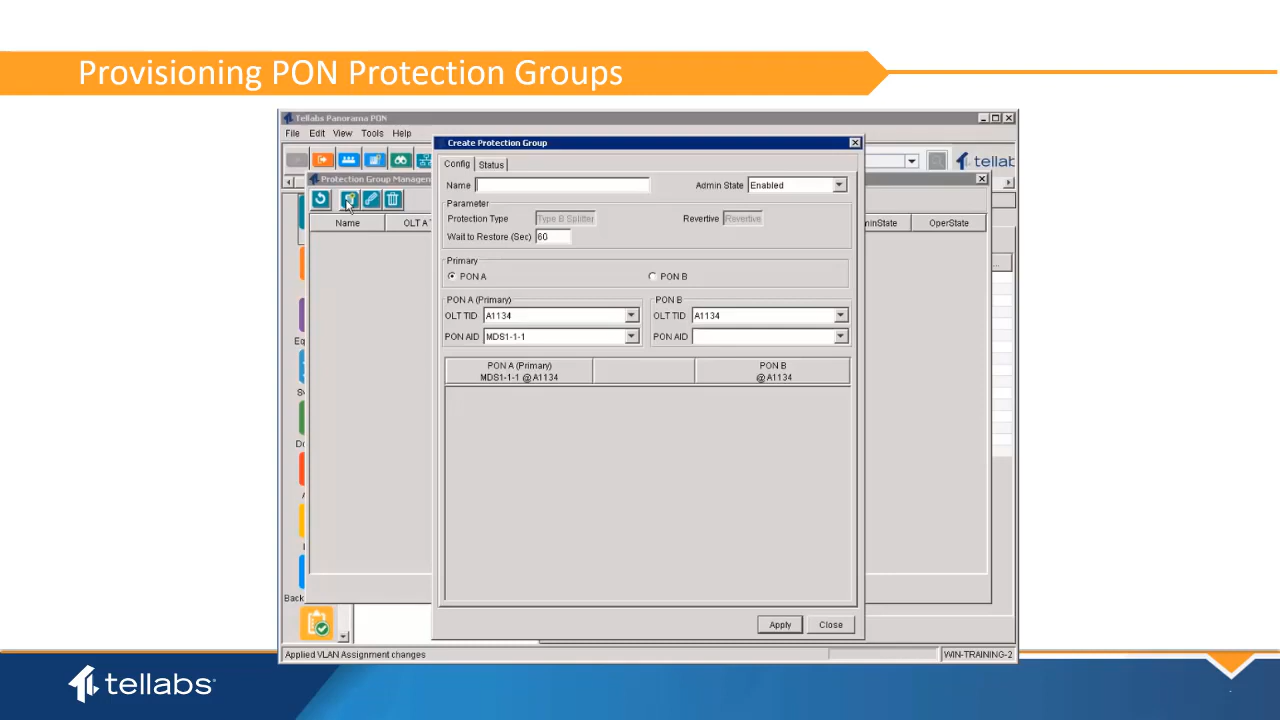 Provisioning PON Protection Groups
Tellabs Panorama PON
File Edit View Tools Help
tellab
Protection Group Manage
Name OLT A inState OperState
Create Protection Group
Config Status
Name Admin State Enabled
Parameter
Protection Type Type B Splitter Revertive Revertive
Wait to Restore (Sec) 60
Primary
PON A PON B
PON A (Primary) PON B
OLT TID A1134 OLT TID A1134
PON AID MDS1-1-1 PON AID
PON A (Primary) PON B
MDS1-1-1 @A1134 @A1134
...
Eq
Sv
Do
Back
Apply Close
Applied VLAN Assignment changes WIN-TRAINING-2
tellabs